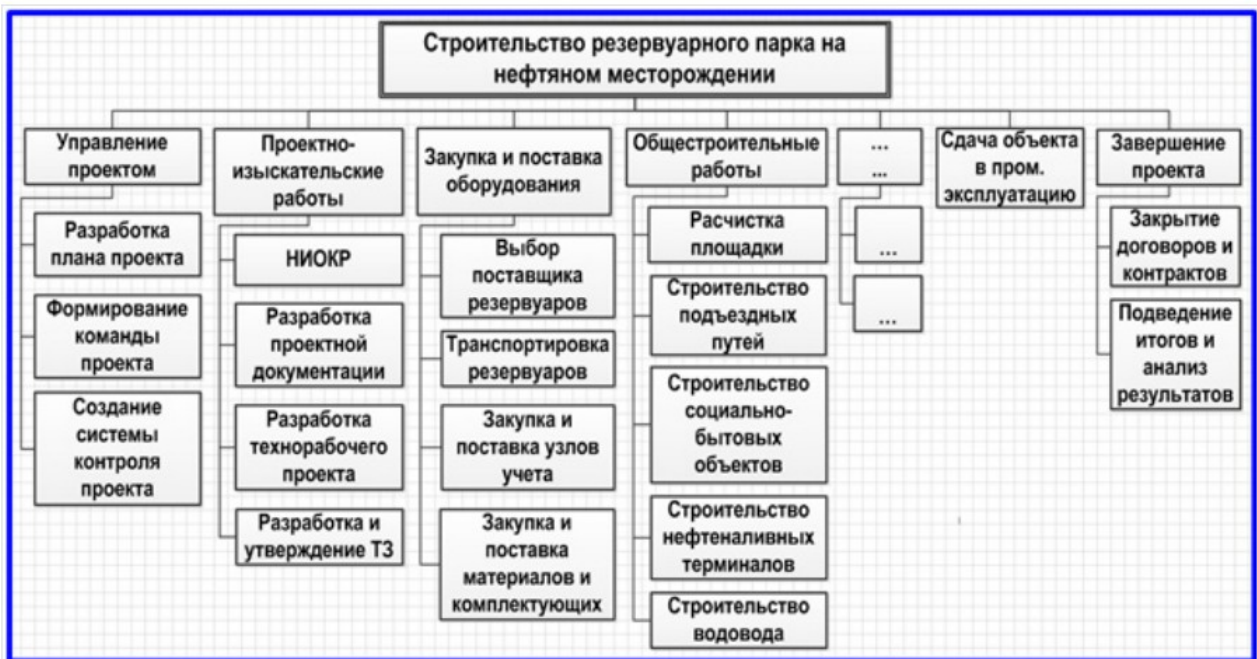 Строительство резервуарного парка на
нефтяном месторождении
Управление
проектом
Разработка
плана проекта
Формирование
команды
проекта
Создание
системы
контроля
проекта
Проектно-
изыскательские
работы
НИОКР
Разработка
проектной
документации
Разработка
технорабочего
проекта
Разработка и
утверждение ТЗ
Закупка и поставка
оборудования
Выбор
поставщика
резервуаров
Транспортировка
резервуаров
Закупка и
поставка узлов
учета
Закупка и
поставка
материалов и
комплектующих
Общестроительные
работы
Расчистка
площадки
Строительство
подъездных
путей
Строительство
социально-
бытовых
объектов
Строительство
нефтеналивных
терминалов
Строительство
водовода
...
...
...
...
Сдача объекта
в пром.
эксплуатацию
Завершение
проекта
Закрытие
договоров и
контрактов
Подведение
итогов и
анализ
результатов